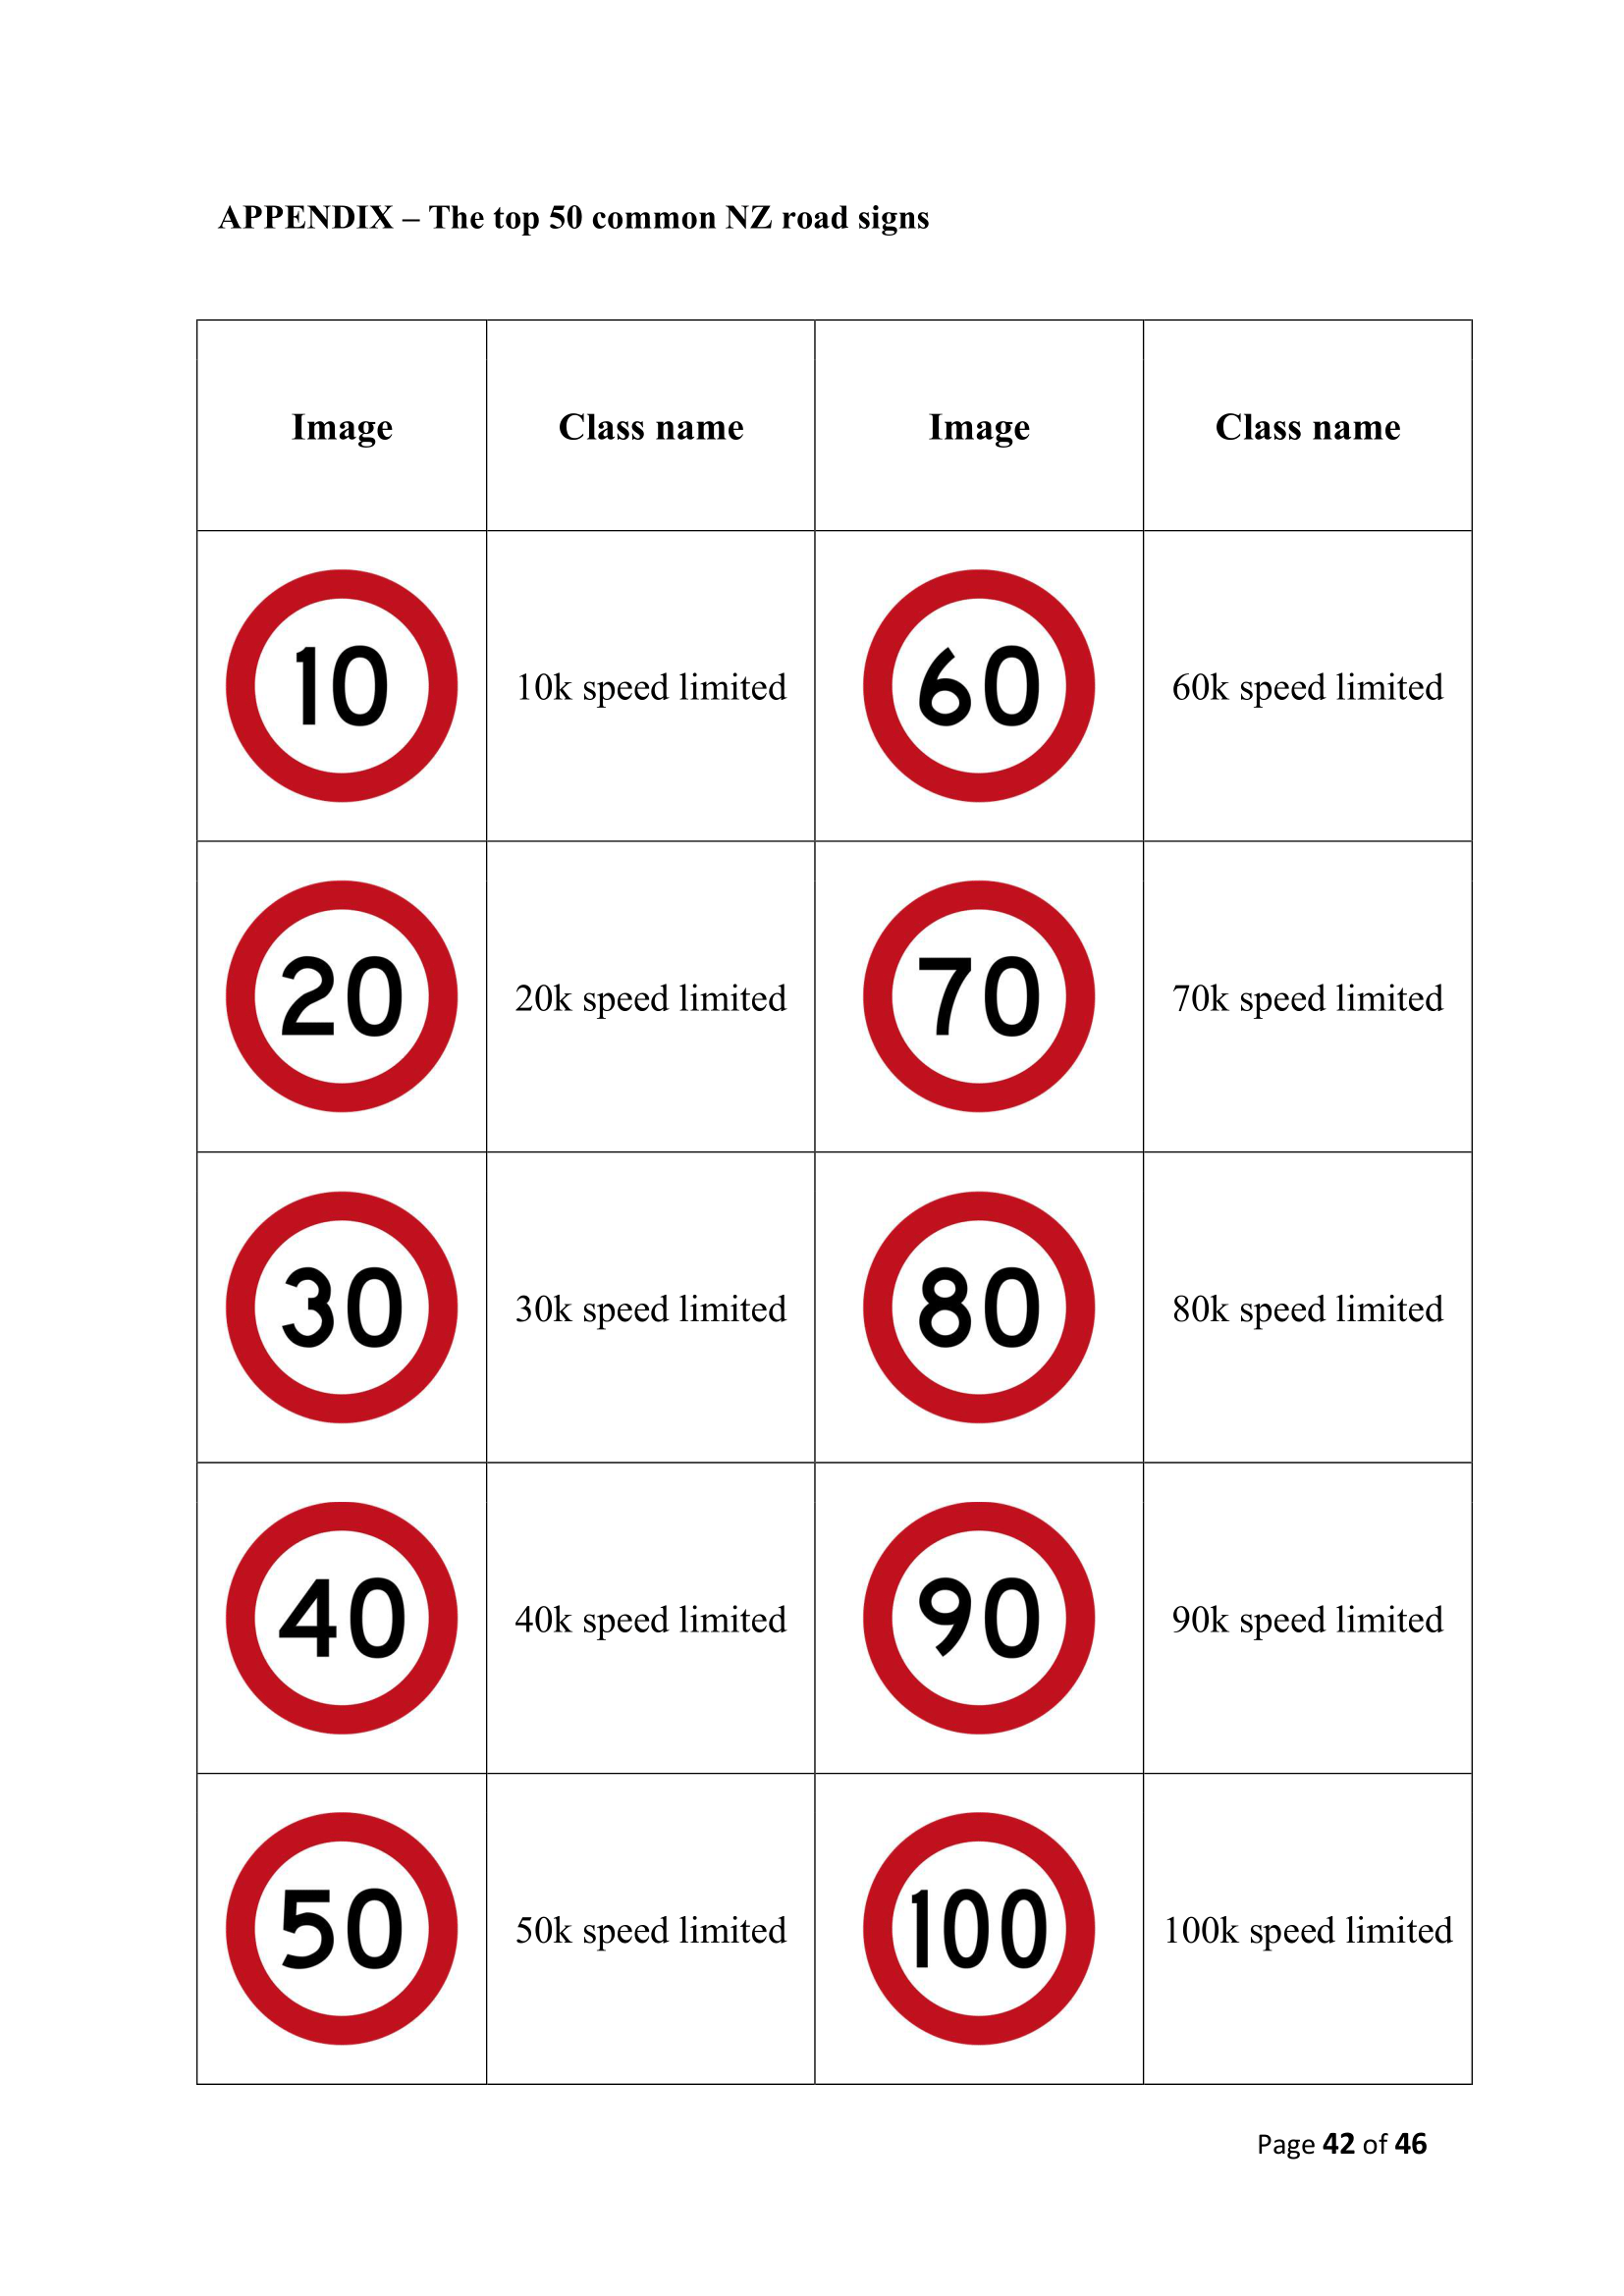 APPENDIX – The top 50 common NZ road signs
Image Class name Image Class name
10 10k speed limited 60 60k speed limited
20 20k speed limited 70 70k speed limited
30 30k speed limited 80 80k speed limited
40 40k speed limited 90 90k speed limited
50 50k speed limited 100 100k speed limited
Page 42 of 46